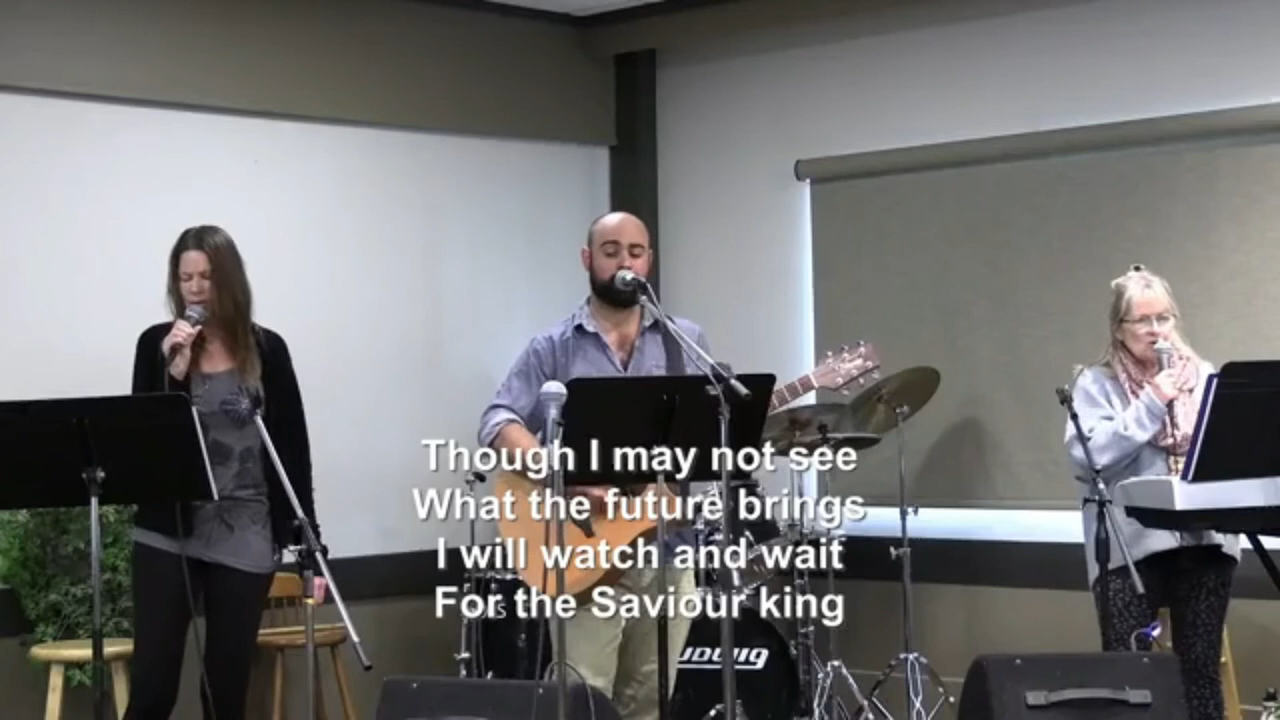 Though I may not see
What the future brings
I will watch and wait
For the Saviour king